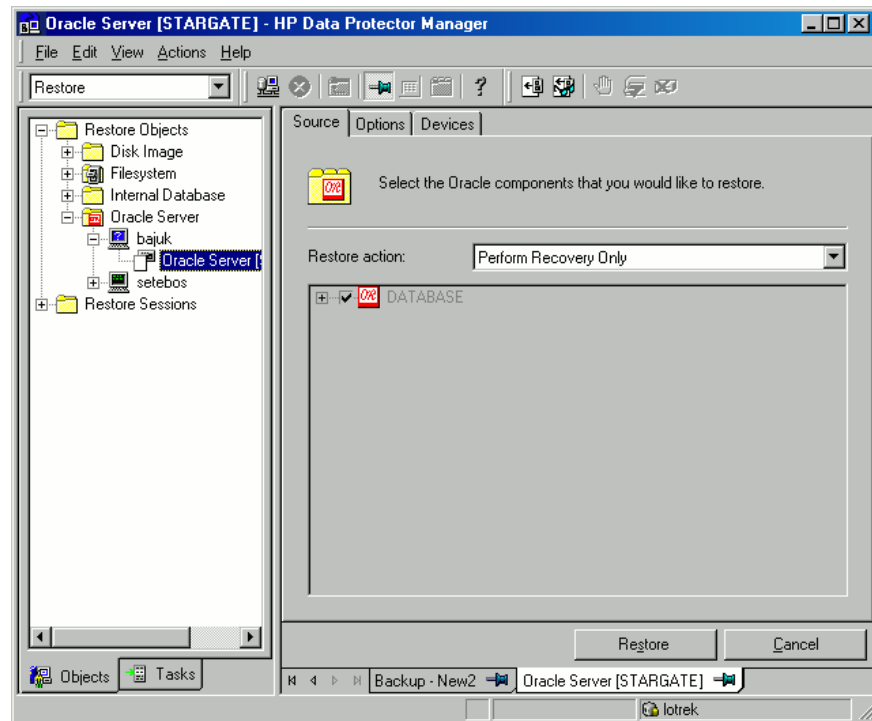 Oracle Server [STARGATE] - HP Data Protector Manager
File Edit View Actions Help
Restore
Restore Objects
Disk Image
Filesystem
Internal Database
Oracle Server
bajuk
Oracle Server [
setebos
Restore Sessions
Objects Tasks
Source Options Devices
Select the Oracle components that you would like to restore.
Restore action: Perform Recovery Only
DATABASE
Restore Cancel
Backup - New2 Oracle Server [STARGATE]
lotrek